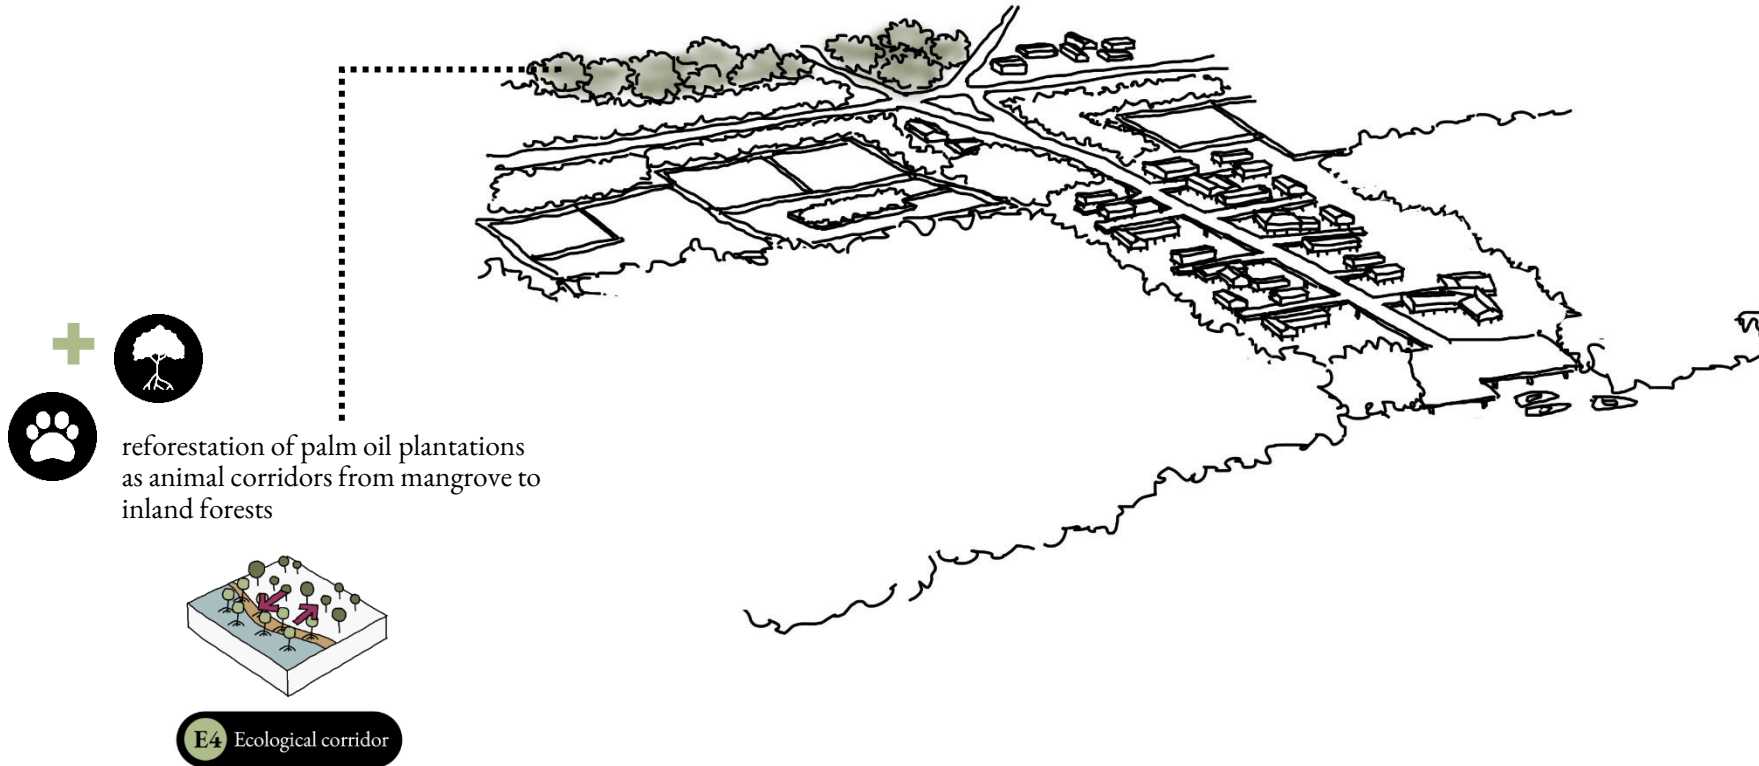 reforestation of palm oil plantations
as animal corridors from mangrove to
inland forests
E4 Ecological corridor